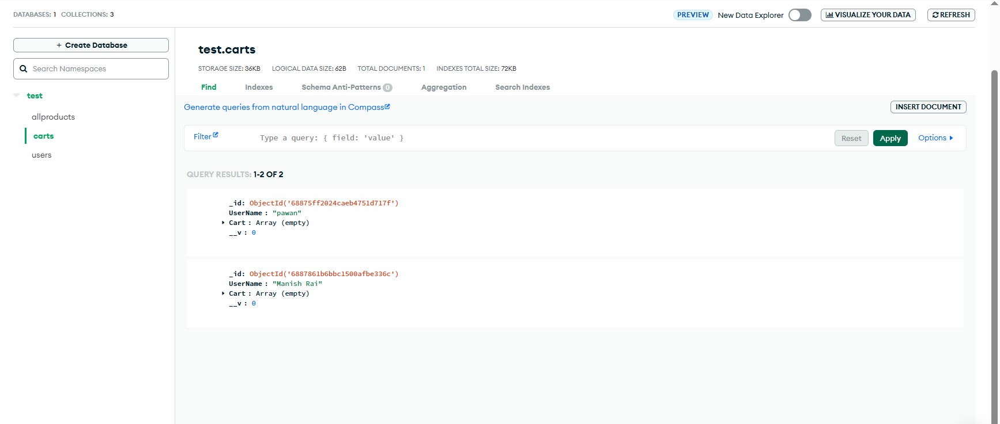 DATABASES: 1 COLLECTIONS: 3
PREVIEW New Data Explorer VISUALIZE YOUR DATA REFRESH
+ Create Database
Search Namespaces
test
allproducts
carts
users
test.carts
STORAGE SIZE: 36KB LOGICAL DATA SIZE: 62B TOTAL DOCUMENTS: 1 INDEXES TOTAL SIZE: 72KB
Find Indexes Schema Anti-Patterns 0 Aggregation Search Indexes
Generate queries from natural language in Compass
INSERT DOCUMENT
Filter Type a query: { field: 'value' } Reset Apply Options
QUERY RESULTS: 1-2 OF 2
_id: ObjectId('68875ff2024caeb4751d717f')
UserName : "pawan"
Cart : Array (empty)
__v : 0
_id: ObjectId('6887861b6bbc1500afbe336c')
UserName : "Manish Rai"
Cart : Array (empty)
__v : 0